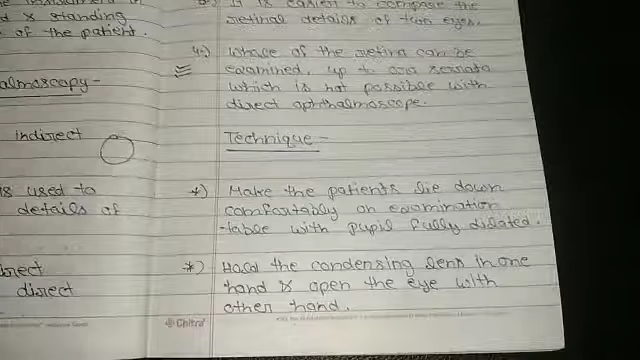 & standing
of the patient.
almoscopy-
indirect
is used to
details of
direct
3.) It is easier to compare the
retinal details of two eyes.
4.) Whole of the retina can be
examined, up to ora serrata
which is not possible with
direct ophthalmoscope.
Technique -
*) Make the patients lie down
comfortably on examination
table with pupil fully dilated.
*) Hold the condensing lens in one
hand & open the eye with
other hand.
Chitra